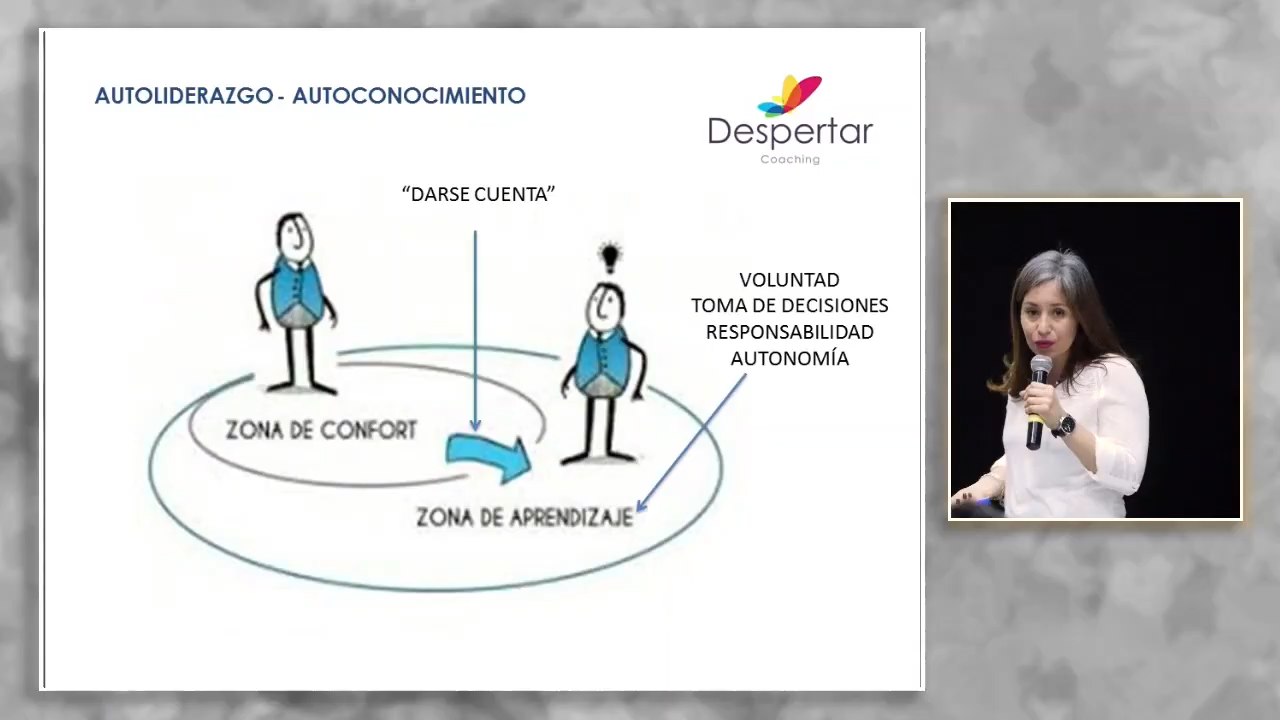 AUTOLIDERAZGO - AUTOCONOCIMIENTO
Despertar
Coaching
“DARSE CUENTA”
VOLUNTAD
TOMA DE DECISIONES
RESPONSABILIDAD
AUTONOMÍA
ZONA DE CONFORT
ZONA DE APRENDIZAJE